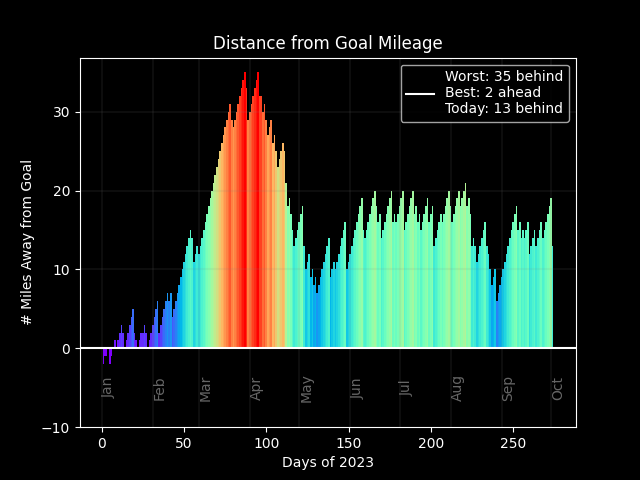 Distance from Goal Mileage
Worst: 35 behind
Best: 2 ahead
Today: 13 behind
# Miles Away from Goal
30
20
10
0
−10
Jan
Feb
Mar
Apr
May
Jun
Jul
Aug
Sep
Oct
0
50
100
150
200
250
Days of 2023